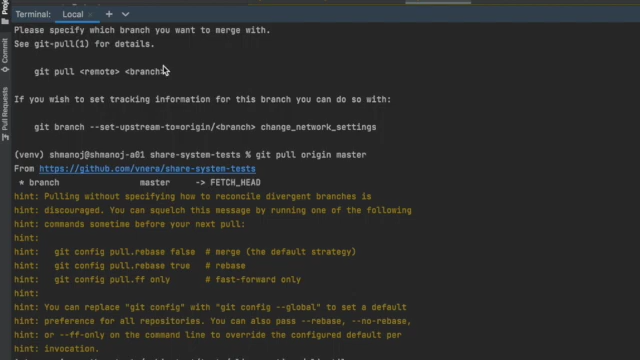 Terminal: Local × + ∨
Please specify which branch you want to merge with.
See git-pull(1) for details.
git pull <remote> <branch>
If you wish to set tracking information for this branch you can do so with:
git branch --set-upstream-to=origin/<branch> change_network_settings
(venv) shmanoj@shmanoj-a01 share-system-tests % git pull origin master
From https://github.com/vnera/share-system-tests
* branch master -> FETCH_HEAD
hint: Pulling without specifying how to reconcile divergent branches is
hint: discouraged. You can squelch this message by running one of the following
hint: commands sometime before your next pull:
hint:
hint: git config pull.rebase false # merge (the default strategy)
hint: git config pull.rebase true # rebase
hint: git config pull.ff only # fast-forward only
hint:
hint: You can replace "git config" with "git config --global" to set a default
hint: preference for all repositories. You can also pass --rebase, --no-rebase,
hint: or --ff-only on the command line to override the configured default per
hint: invocation.
Commit
Pull Requests